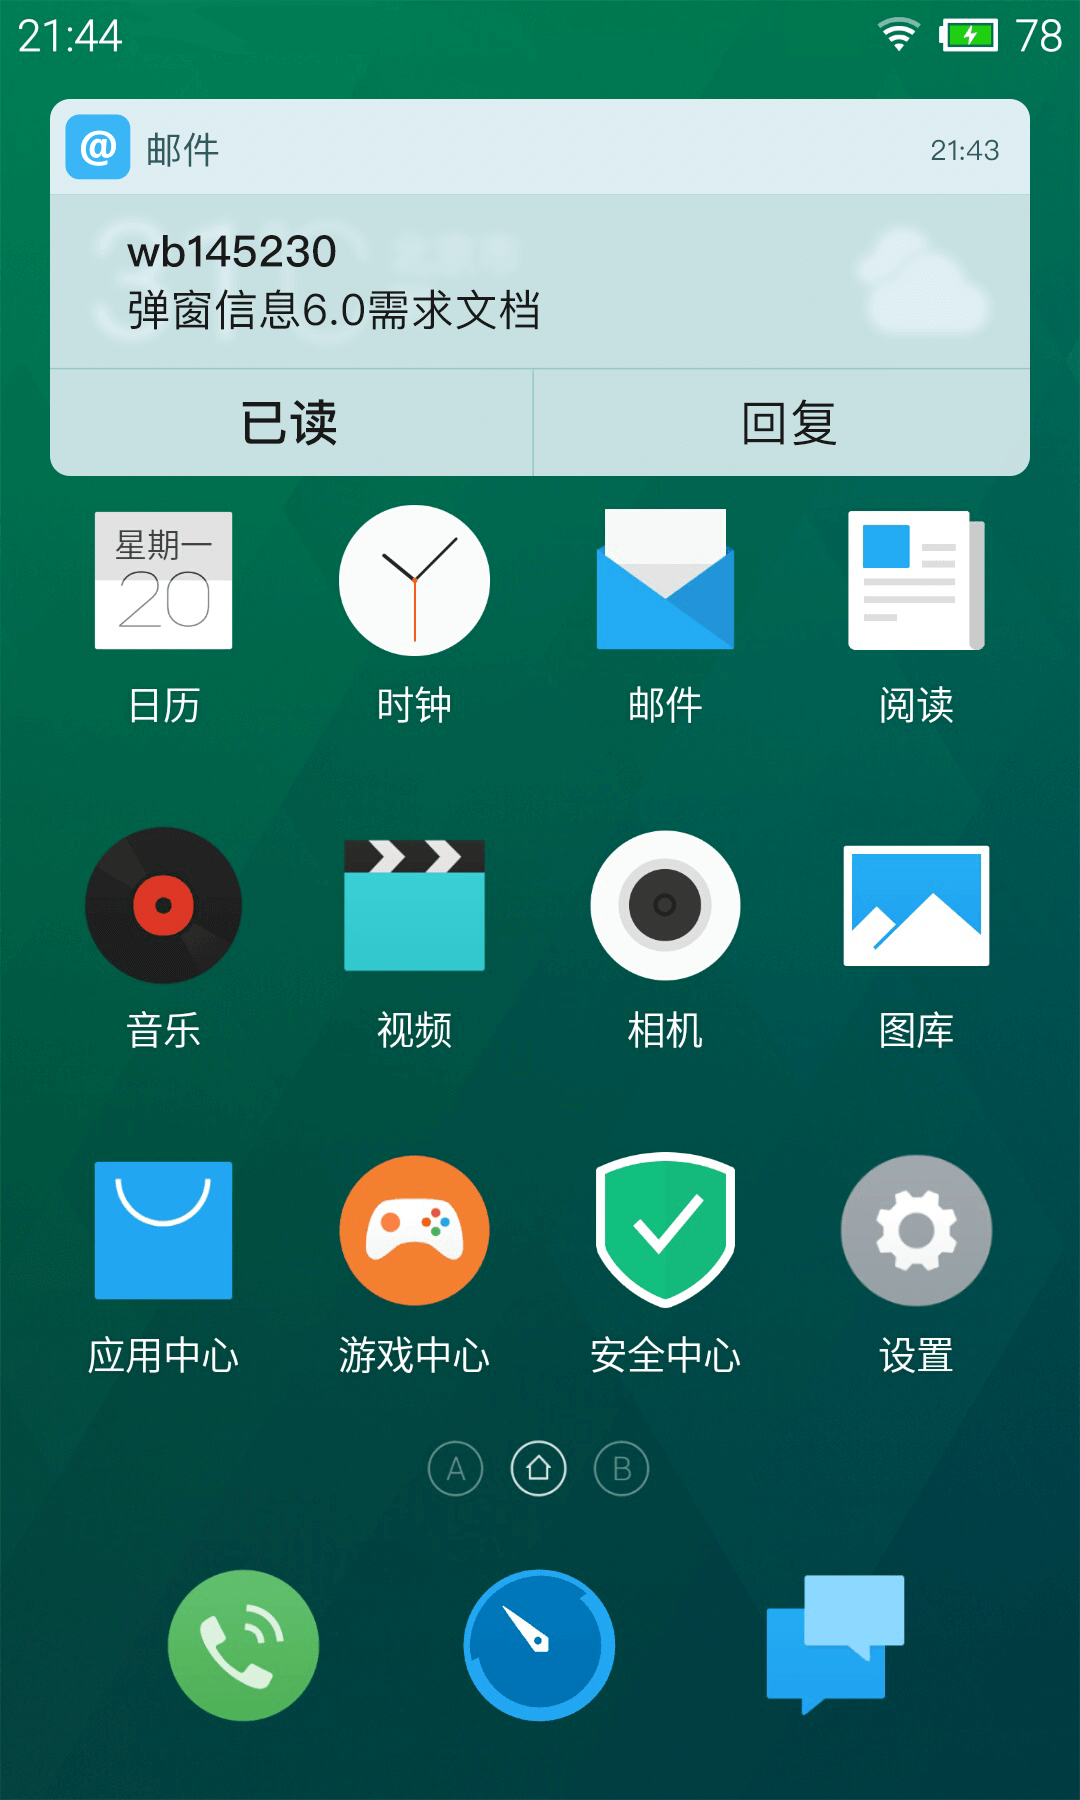 21:44
78
@ 邮件
21:43
wb145230
弹窗信息6.0需求文档
已读
回复
星期一
20
日历
时钟
邮件
阅读
音乐
视频
相机
图库
应用中心
游戏中心
安全中心
设置
A
B